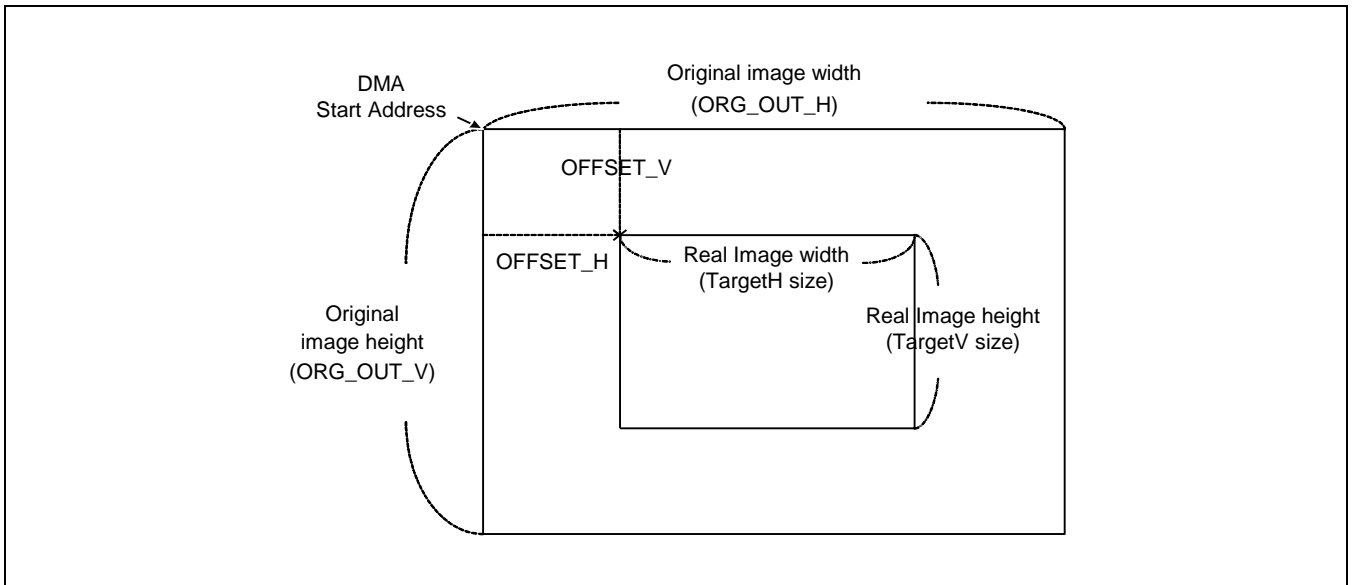 DMA
Start Address
Original image width
(ORG_OUT_H)
OFFSET_V
OFFSET_H
Real Image width
(TargetH size)
Original
image height
(ORG_OUT_V)
Real Image height
(TargetV size)